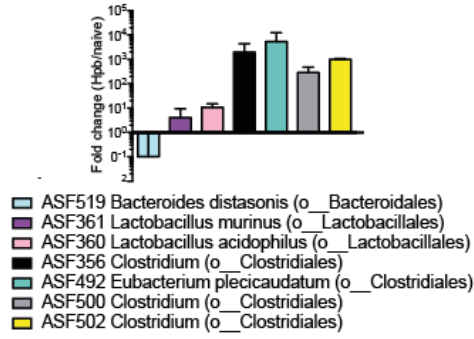 Fold change (Hpb/naive)
10⁵
10⁴
10³
10²
10¹
10⁰
10⁻¹
2
ASF519 Bacteroides distasonis (o__Bacteroidales)
ASF361 Lactobacillus murinus (o__Lactobacillales)
ASF360 Lactobacillus acidophilus (o__Lactobacillales)
ASF356 Clostridium (o__Clostridiales)
ASF492 Eubacterium plecicaudatum (o__Clostridiales)
ASF500 Clostridium (o__Clostridiales)
ASF502 Clostridium (o__Clostridiales)